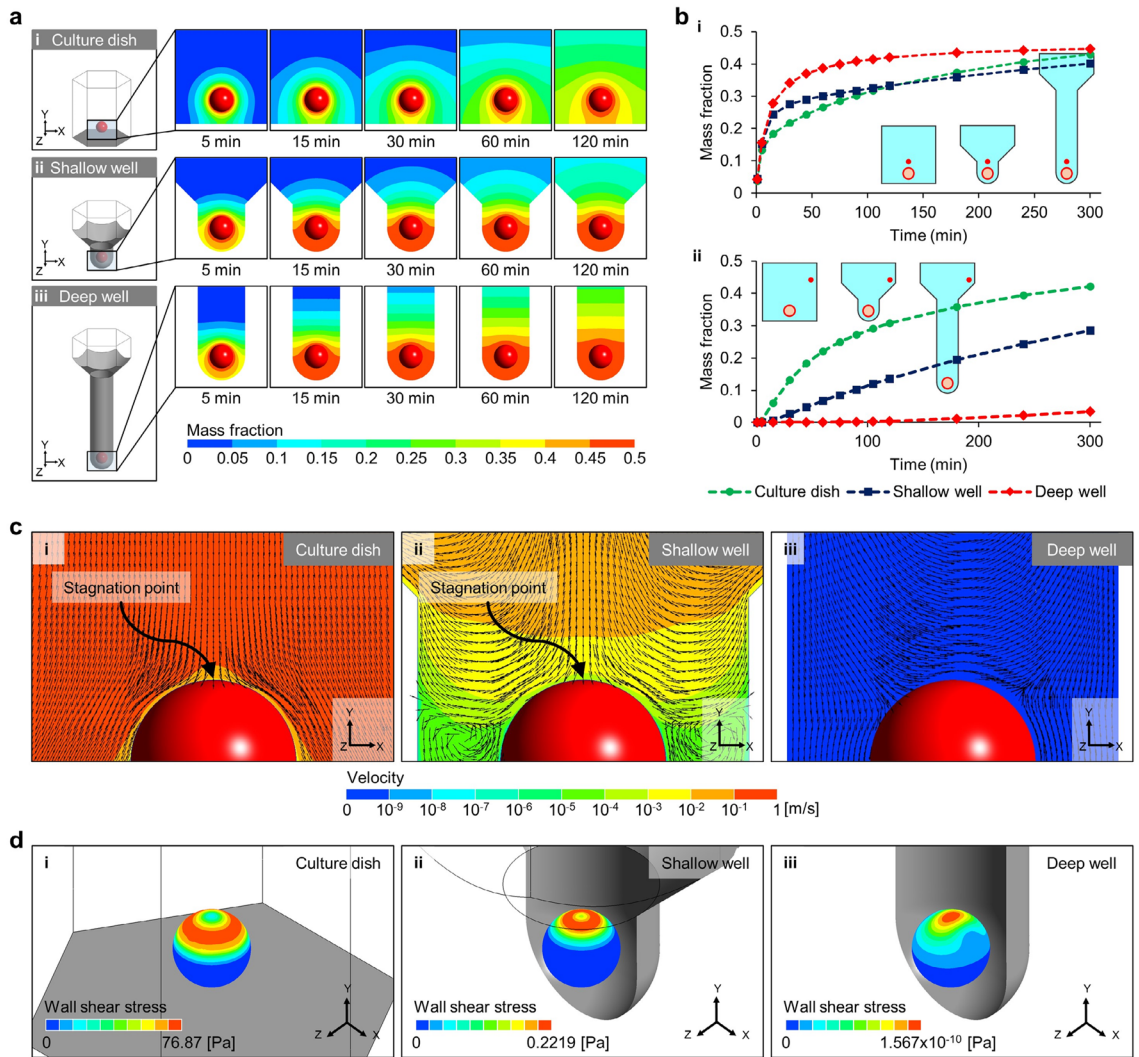 a
i Culture dish
Y
Z X
5 min 15 min 30 min 60 min 120 min
ii Shallow well
Y
Z X
5 min 15 min 30 min 60 min 120 min
iii Deep well
Y
Z X
Y
Z X
5 min 15 min 30 min 60 min 120 min
Mass fraction
0 0.05 0.1 0.15 0.2 0.25 0.3 0.35 0.4 0.45 0.5
b
i
Mass fraction
0.5
0.4
0.3
0.2
0.1
0
0 50 100 150 200 250 300
Time (min)
ii
Mass fraction
0.5
0.4
0.3
0.2
0.1
0
0 100 200 300
Time (min)
Culture dish Shallow well Deep well
c
i Culture dish
Stagnation point
Y
Z X
ii Shallow well
Stagnation point
Y
Z X
iii Deep well
Y
Z X
Velocity
0 10⁻⁹ 10⁻⁸ 10⁻⁷ 10⁻⁶ 10⁻⁵ 10⁻⁴ 10⁻³ 10⁻² 10⁻¹ 1 [m/s]
d
i Culture dish
Wall shear stress
0 76.87 [Pa]
Y
Z X
ii Shallow well
Wall shear stress
0 0.2219 [Pa]
Y
Z X
iii Deep well
Wall shear stress
0 1.567x10⁻¹⁰ [Pa]
Y
Z X